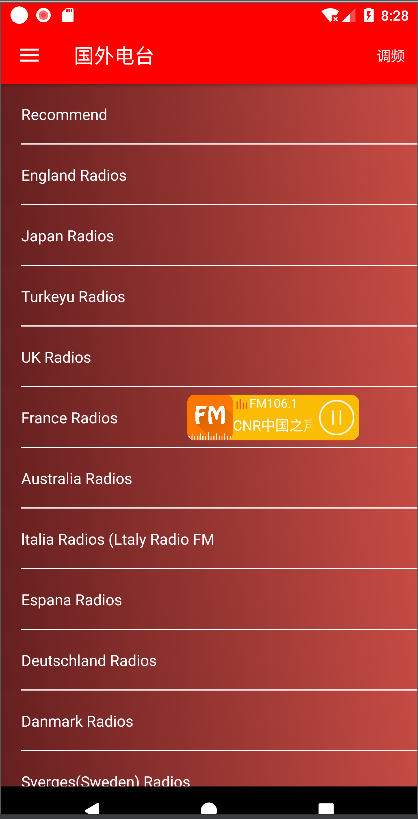 8:28
国外电台
调频
Recommend
England Radios
Japan Radios
Turkeyu Radios
UK Radios
France Radios
FM
FM106.1
CNR中国之声
Australia Radios
Italia Radios (Ltaly Radio FM
Espana Radios
Deutschland Radios
Danmark Radios
Sverges(Sweden) Radios